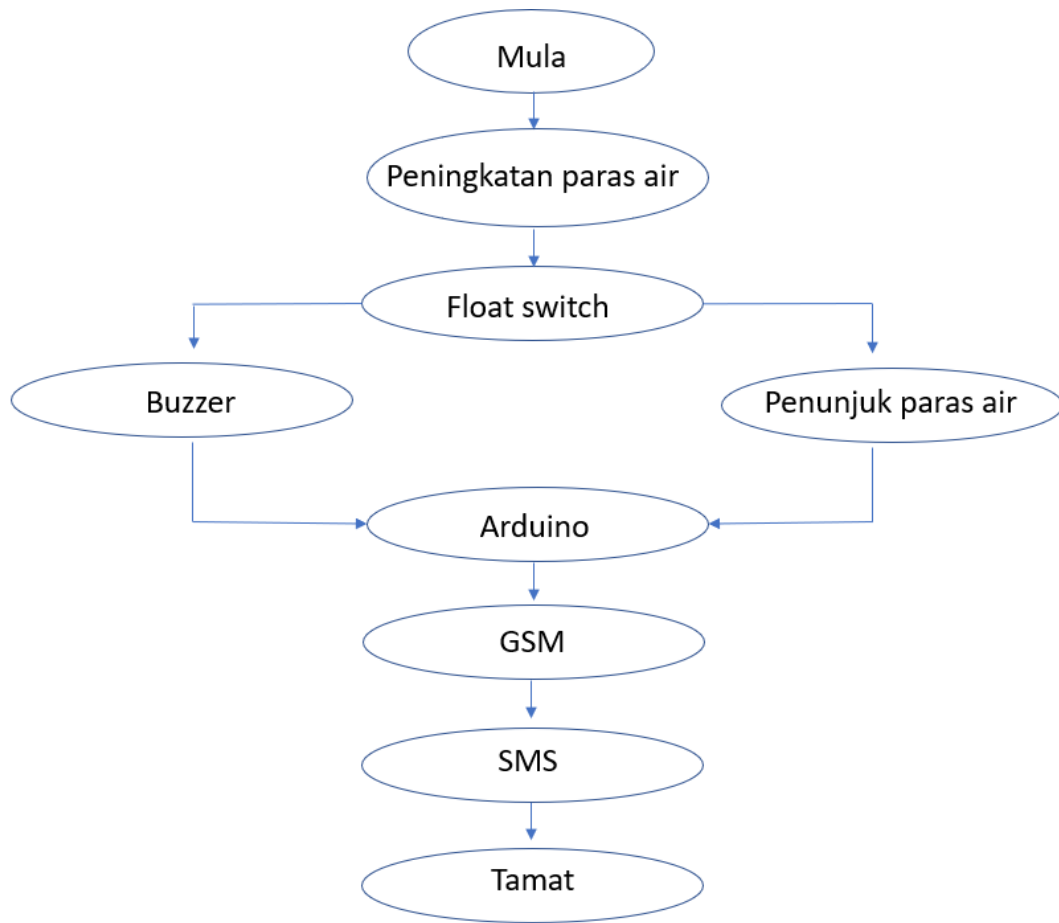 Mula
Peningkatan paras air
Float switch
Buzzer
Penunjuk paras air
Arduino
GSM
SMS
Tamat